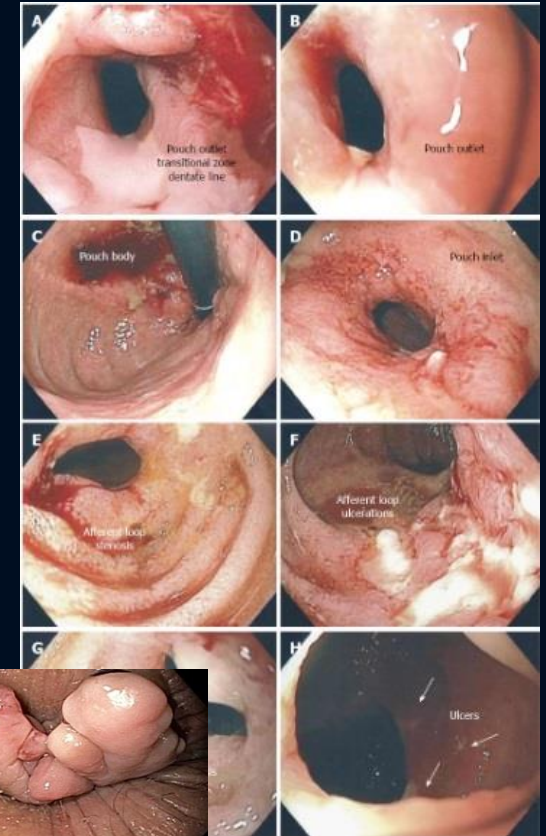 A
Pouch outlet
transitional zone
dentate line
B
Pouch outlet
C
Pouch body
D
Pouch inlet
E
Afferent loop
stenosis
F
Afferent loop
ulcerations
G
H
Ulcers